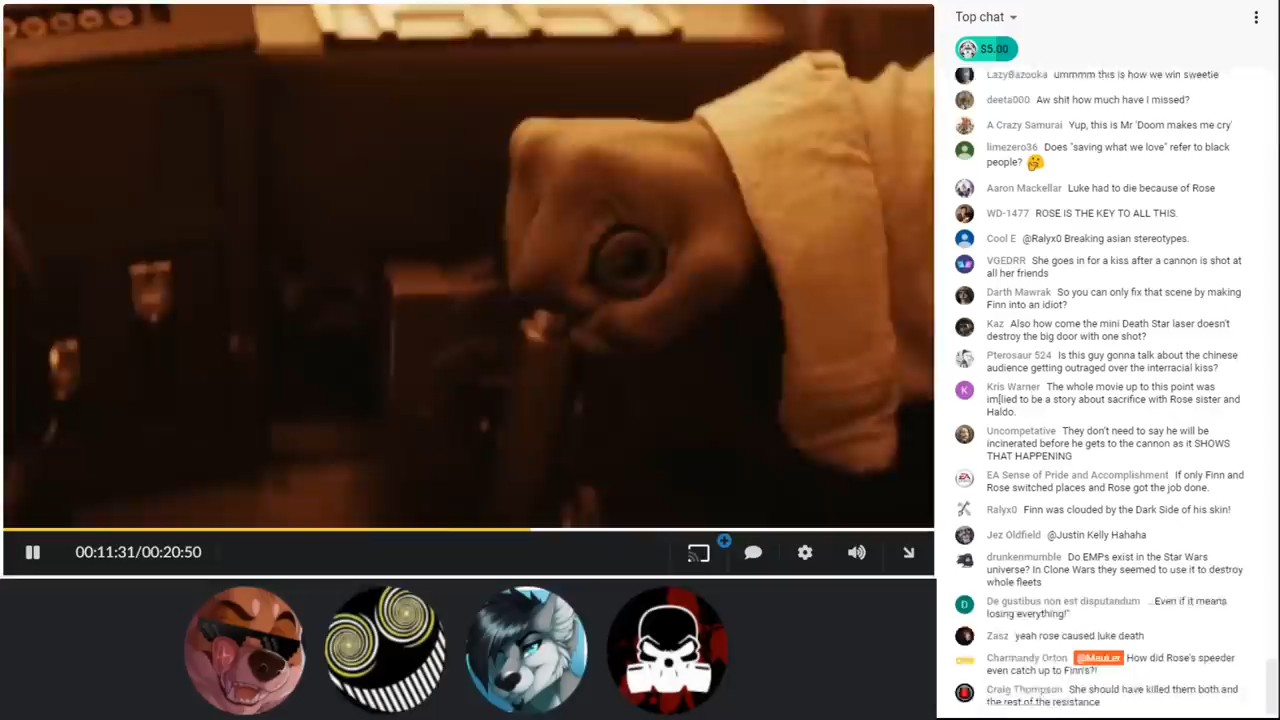 Top chat
$5.00
LazyBazooka ummmm this is how we win sweetie
deeta000 Aw shit how much have I missed?
A Crazy Samurai Yup, this is Mr 'Doom makes me cry'
limezero36 Does "saving what we love" refer to black
people?
Aaron Mackellar Luke had to die because of Rose
WD-1477 ROSE IS THE KEY TO ALL THIS.
Cool E @Ralyx0 Breaking asian stereotypes.
VGEDRR She goes in for a kiss after a cannon is shot at
all her friends
Darth Mawrak So you can only fix that scene by making
Finn into an idiot?
Kaz Also how come the mini Death Star laser doesn't
destroy the big door with one shot?
Pterosaur 524 Is this guy gonna talk about the chinese
audience getting outraged over the interracial kiss?
K
Kris Warner The whole movie up to this point was
im[lied to be a story about sacrifice with Rose sister and
Haldo.
Uncompetative They don't need to say he will be
incinerated before he gets to the cannon as it SHOWS
THAT HAPPENING
EA Sense of Pride and Accomplishment If only Finn and
Rose switched places and Rose got the job done.
Ralyx0 Finn was clouded by the Dark Side of his skin!
Jez Oldfield @Justin Kelly Hahaha
drunkenmumble Do EMPs exist in the Star Wars
universe? In Clone Wars they seemed to use it to destroy
whole fleets
D
De gustibus non est disputandum ...Even if it means
losing everything!"
Zasz yeah rose caused luke death
Charmandy Orton @MauLer How did Rose's speeder
even catch up to Finn's?!
Craig Thompson She should have killed them both and
the rest of the resistance
00:11:31/00:20:50